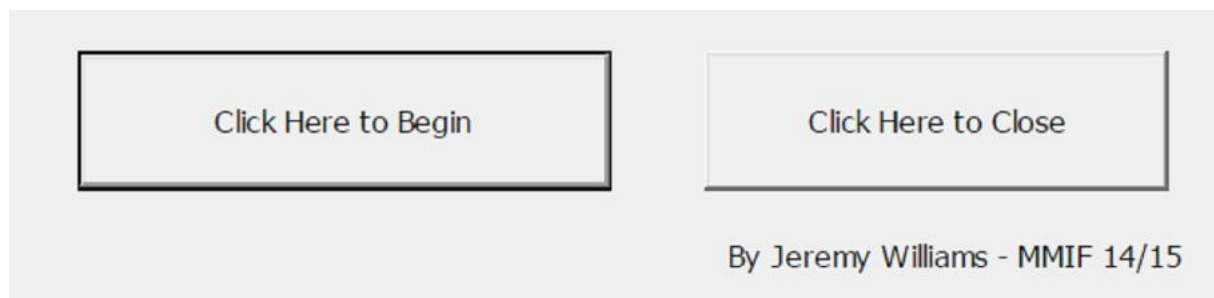 Click Here to Begin
Click Here to Close
By Jeremy Williams - MMIF 14/15